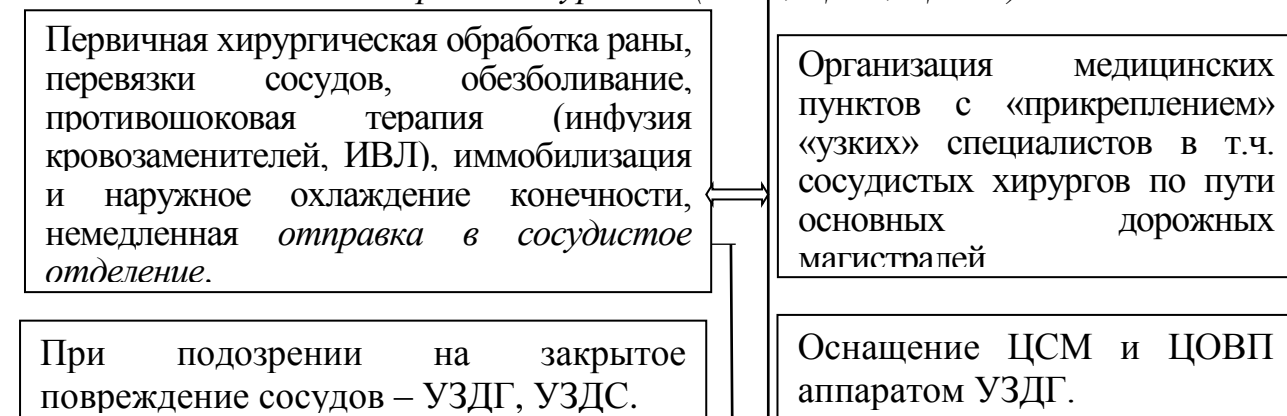 Первичная хирургическая обработка раны,
перевязки сосудов, обезболивание,
противошоковая терапия (инфузия
кровозаменителей, ИВЛ), иммобилизация
и наружное охлаждение конечности,
немедленная отправка в сосудистое
отделение.
Организация медицинских
пунктов с «прикреплением»
«узких» специалистов в т.ч.
сосудистых хирургов по пути
основных дорожных
магистралей
При подозрении на закрытое
повреждение сосудов – УЗДГ, УЗДС.
Оснащение ЦСМ и ЦОВП
аппаратом УЗДГ.